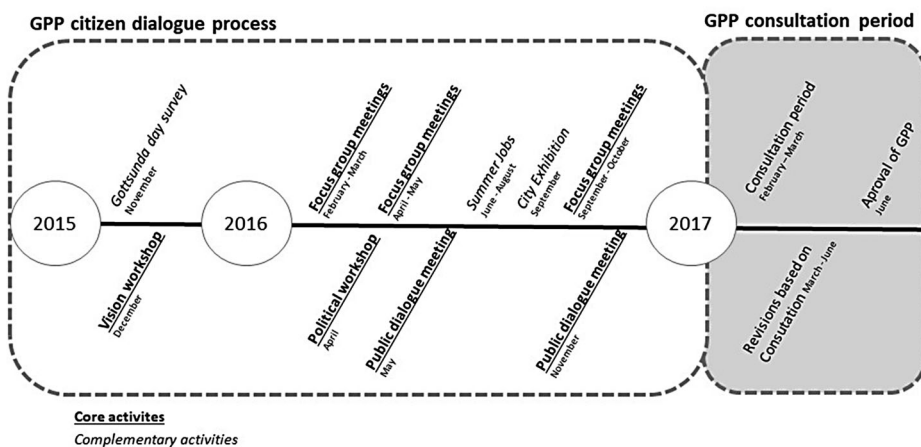 GPP citizen dialogue process
GPP consultation period
2015
Gottsunda day survey
November
Vision workshop
December
2016
Focus group meetings
February , March
Focus group meetings
April -May
Summer Jobs
June -August
City Exhibition
September
Focus group meetings
September - October
Political workshop
April
Public dialogue meeting
May
Public dialogue meeting
November
2017
Consultation period
February – March
Aproval of GPP
June
Revisions based on
Consutation March -June
Core activites
Complementary activities